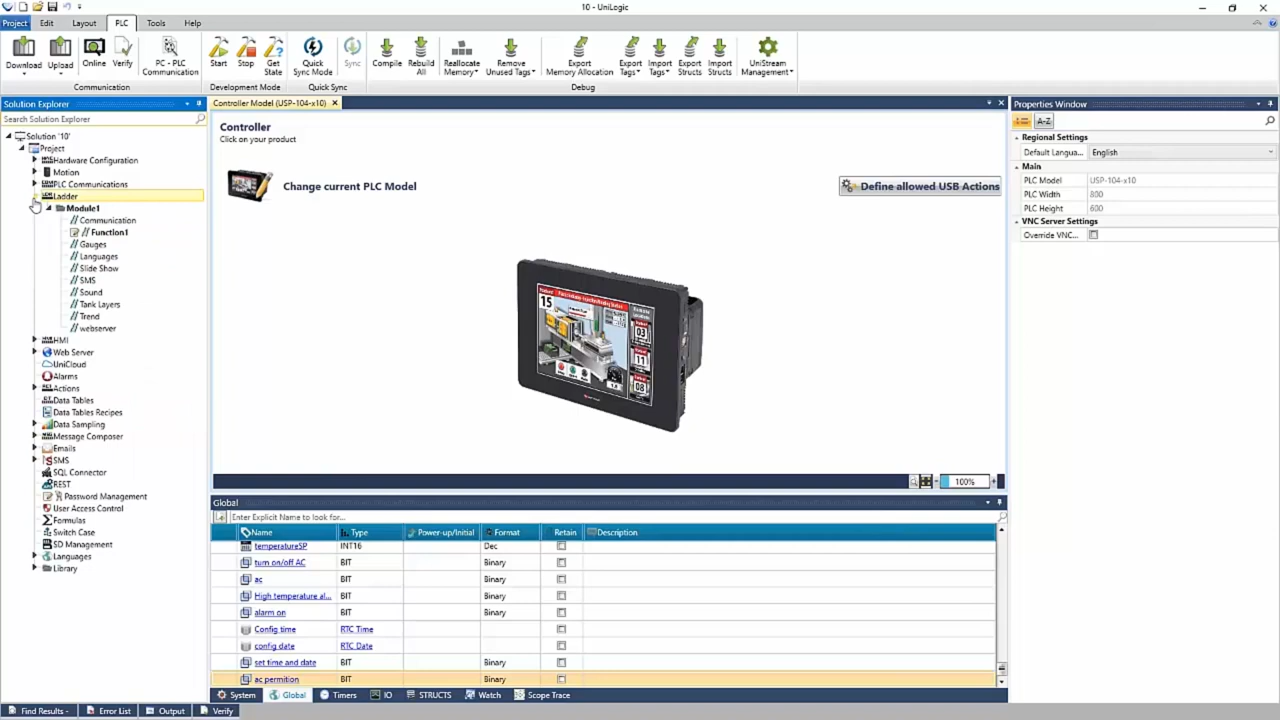 10 - UniLogic
Project Edit Layout PLC Tools Help
Download Upload Online Verify PC - PLC Communication Start Stop Get State Quick Sync Mode Sync Compile Rebuild All Reallocate Memory Remove Unused Tags Export Memory Allocation Export Tags Import Tags Export Structs Import Structs UniStream Management
Communication Development Mode Quick Sync Debug
Solution Explorer
Search Solution Explorer
Solution '10'
Project
Hardware Configuration
Motion
PLC Communications
Ladder
Module1
Communication
Function1
Gauges
Languages
Slide Show
SMS
Sound
Tank Layers
Trend
webserver
HMI
Web Server
UniCloud
Alarms
Actions
Data Tables
Data Tables Recipes
Data Sampling
Message Composer
Emails
SMS
SQL Connector
REST
Password Management
User Access Control
Formulas
Switch Case
SD Management
Languages
Library
Controller Model (USP-104-x10)
Controller
Click on your product
Change current PLC Model
Define allowed USB Actions
15
03
11
08
100%
Global
Enter Explicit Name to look for...
Name Type Power-up/Initial Format Retain Description
temperatureSP INT16 Dec
turn on/off AC BIT Binary
ac BIT Binary
High temperature al... BIT Binary
alarm on BIT Binary
Config time RTC Time
config date RTC Date
set time and date BIT Binary
ac permition BIT Binary
System Global Timers IO STRUCTS Watch Scope Trace
Properties Window
A-Z
Regional Settings
Default Langua... English
Main
PLC Model USP-104-x10
PLC Width 800
PLC Height 600
VNC Server Settings
Override VNC...
Find Results - Error List Output Verify